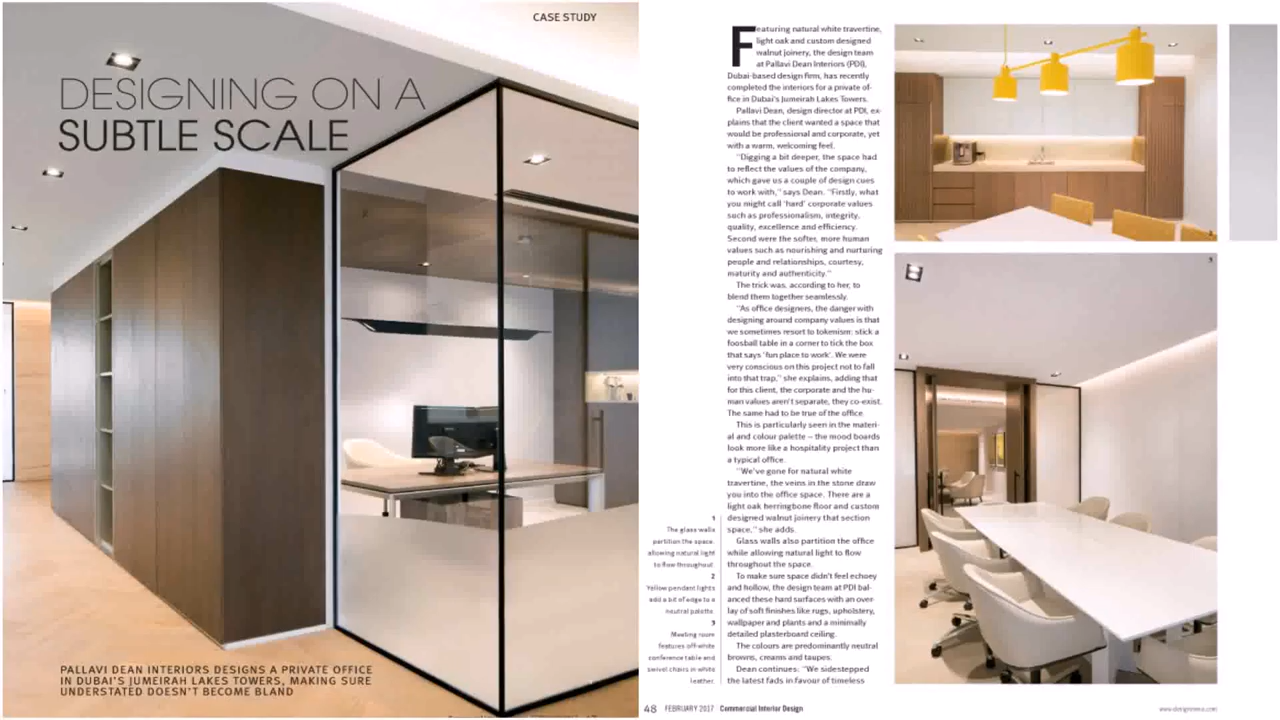 CASE STUDY
DESIGNING ON A
SUBTLE SCALE
PALLAVI DEAN INTERIORS DESIGNS A PRIVATE OFFICE
IN DUBAI'S JUMEIRAH LAKES TOWERS, MAKING SURE
UNDERSTATED DOESN'T BECOME BLAND
Featuring natural white travertine,
light oak and custom designed
walnut joinery, the design team
at Pallavi Dean Interiors (PDI),
Dubai-based design firm, has recently
completed the interiors for a private of-
fice in Dubai's Jumeirah Lakes Towers.
Pallavi Dean, design director at PDI, ex-
plains that the client wanted a space that
would be professional and corporate, yet
with a warm, welcoming feel.
"Digging a bit deeper, the space had
to reflect the values of the company,
which gave us a couple of design cues
to work with," says Dean. "Firstly, what
you might call 'hard' corporate values
such as professionalism, integrity,
quality, excellence and efficiency.
Second were the softer, more human
values such as nourishing and nurturing
people and relationships, courtesy,
maturity and authenticity."
The trick was, according to her, to
blend them together seamlessly.
"As office designers, the danger with
designing around company values is that
we sometimes resort to tokenism: stick a
foosball table in a corner to tick the box
that says 'fun place to work'. We were
very conscious on this project not to fall
into that trap," she explains, adding that
for this client, the corporate and the hu-
man values aren't separate, they co-exist.
The same had to be true of the office.
This is particularly seen in the materi-
al and colour palette – the mood boards
look more like a hospitality project than
a typical office.
"We've gone for natural white
travertine, the veins in the stone draw
you into the office space. There are a
light oak herringbone floor and custom
designed walnut joinery that section
space," she adds.
Glass walls also partition the office
while allowing natural light to flow
throughout the space.
To make sure space didn't feel echoey
and hollow, the design team at PDI bal-
anced these hard surfaces with an over-
lay of soft finishes like rugs, upholstery,
wallpaper and plants and a minimally
detailed plasterboard ceiling.
The colours are predominantly neutral
browns, creams and taupes.
Dean continues: "We sidestepped
the latest fads in favour of timeless
1
The glass walls
partition the space,
allowing natural light
to flow throughout.
2
Yellow pendant lights
add a bit of edge to a
neutral palette.
3
Meeting room
features off-white
conference table and
swivel chairs in white
leather.
48 FEBRUARY 2017 Commercial Interior Design